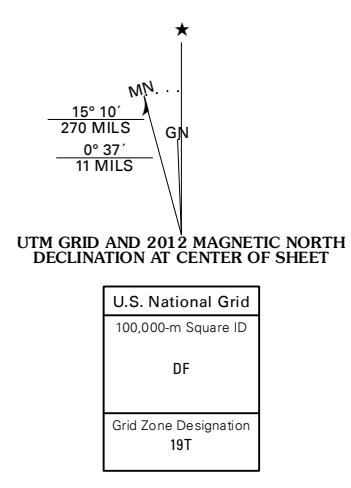 ★
MN
15° 10´
270 MILS
GN
0° 37´
11 MILS
UTM GRID AND 2012 MAGNETIC NORTH
DECLINATION AT CENTER OF SHEET
U.S. National Grid
100,000-m Square ID
DF
Grid Zone Designation
19T